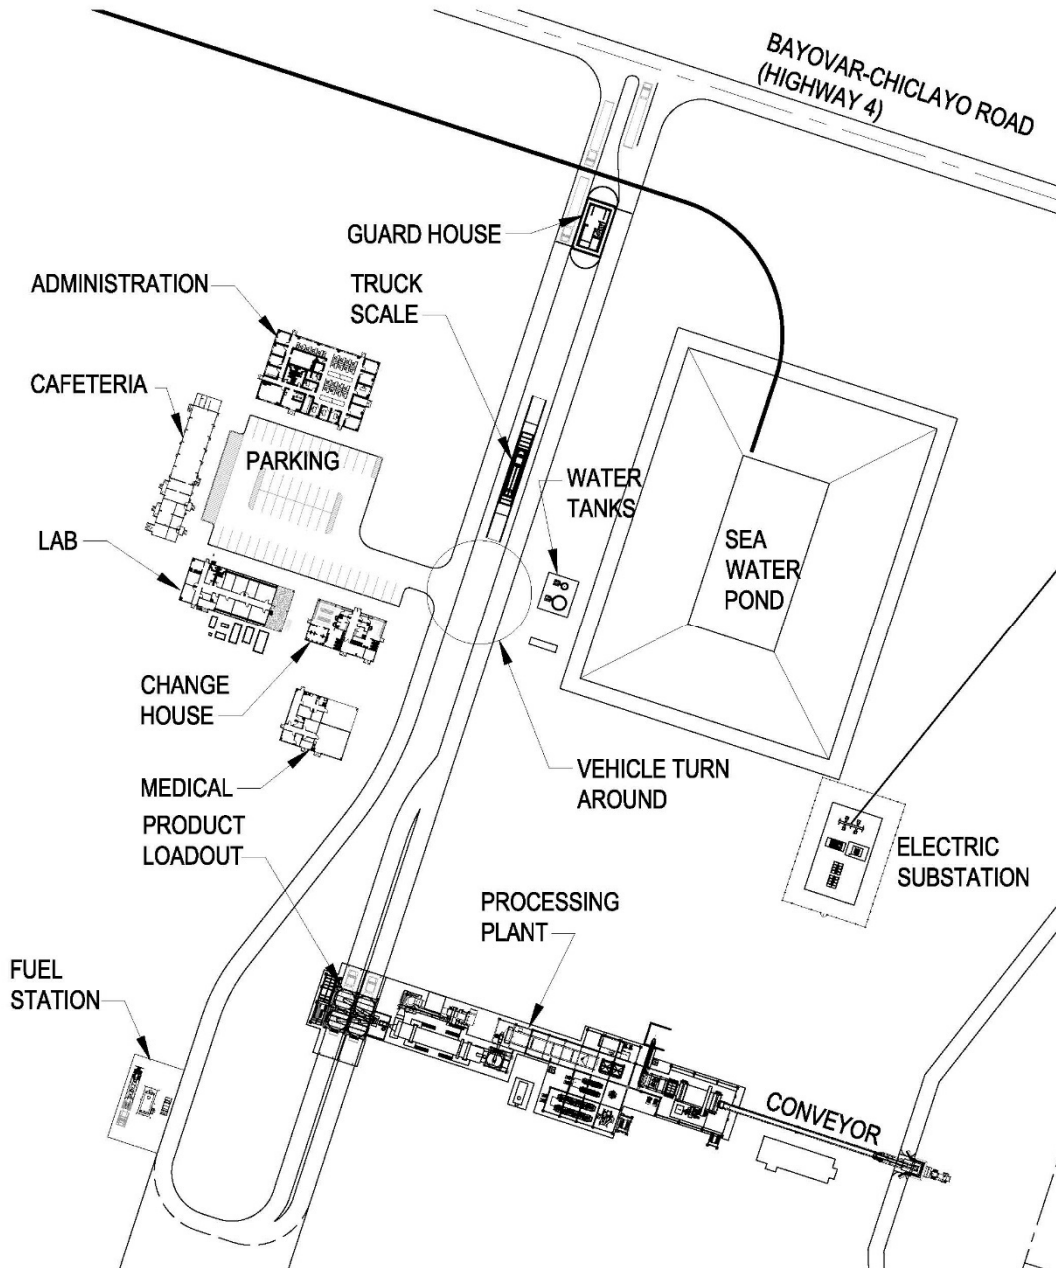 BAYOVAR-CHICLAYO ROAD
(HIGHWAY 4)
GUARD HOUSE
ADMINISTRATION
TRUCK
SCALE
CAFETERIA
PARKING
WATER
TANKS
LAB
SEA
WATER
POND
CHANGE
HOUSE
MEDICAL
VEHICLE TURN
AROUND
PRODUCT
LOADOUT
ELECTRIC
SUBSTATION
PROCESSING
PLANT
FUEL
STATION
CONVEYOR